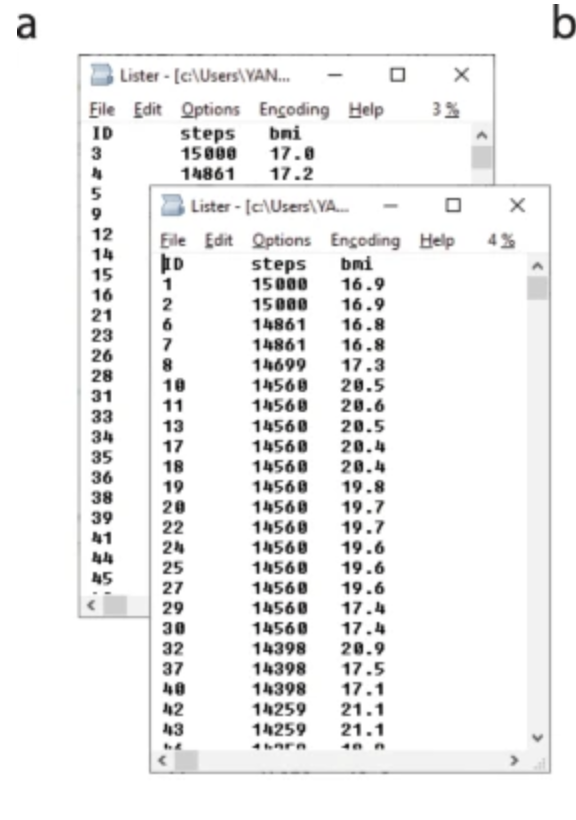 a
b
Lister - [c:\Users\YAN...
File Edit Options Encoding Help 3 %
ID steps bmi
3 15000 17.0
4 14861 17.2
5
9
12
14
15
16
21
23
26
28
31
33
34
35
36
38
39
41
44
45
Lister - [c:\Users\YA...
File Edit Options Encoding Help 4 %
ID steps bmi
1 15000 16.9
2 15000 16.9
6 14861 16.8
7 14861 16.8
8 14699 17.3
10 14560 20.5
11 14560 20.6
13 14560 20.5
17 14560 20.4
18 14560 20.4
19 14560 19.8
20 14560 19.7
22 14560 19.7
24 14560 19.6
25 14560 19.6
27 14560 19.6
29 14560 17.4
30 14560 17.4
32 14398 20.9
37 14398 17.5
40 14398 17.1
42 14259 21.1
43 14259 21.1